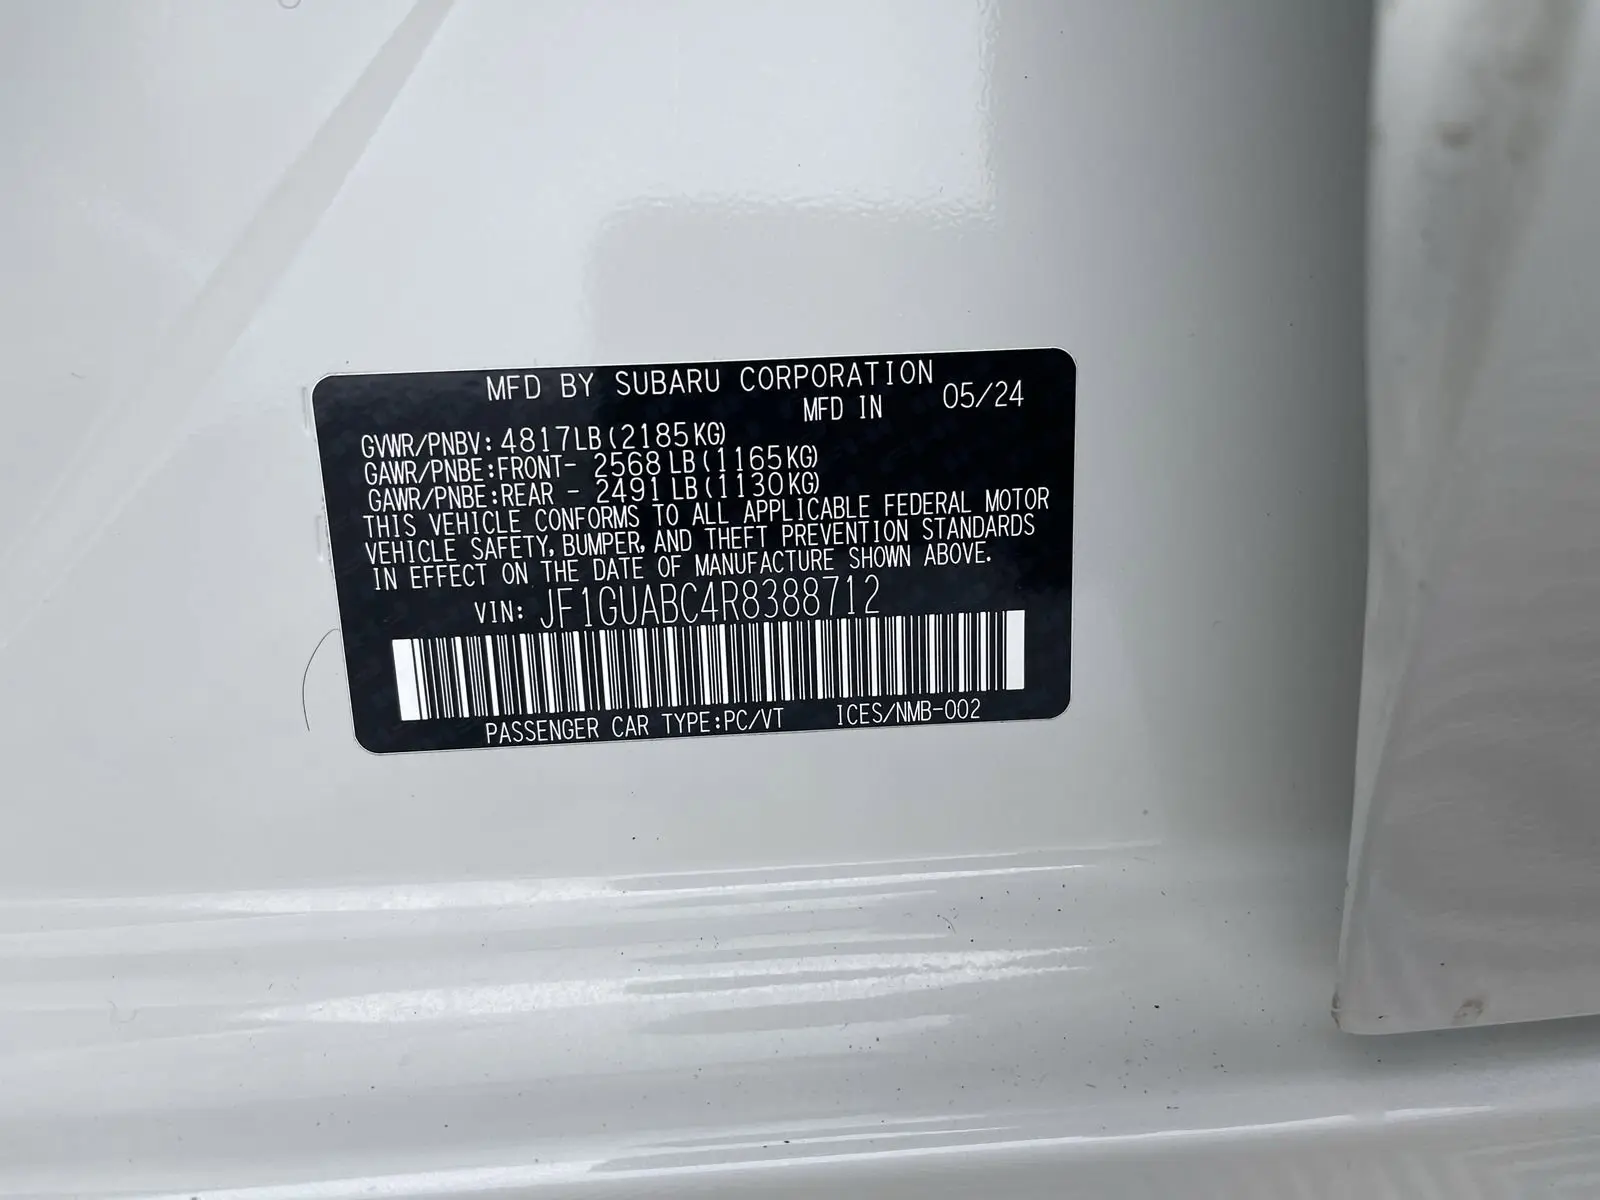 MFD BY SUBARU CORPORATION
MFD IN 05/24
GVWR/PNBV: 4817LB(2185KG)
GAWR/PNBE:FRONT- 2568LB(1165KG)
GAWR/PNBE:REAR - 2491LB(1130KG)
THIS VEHICLE CONFORMS TO ALL APPLICABLE FEDERAL MOTOR
VEHICLE SAFETY, BUMPER, AND THEFT PREVENTION STANDARDS
IN EFFECT ON THE DATE OF MANUFACTURE SHOWN ABOVE.
VIN: JF1GUABC4R8388712
PASSENGER CAR TYPE:PC/VT ICES/NMB-002